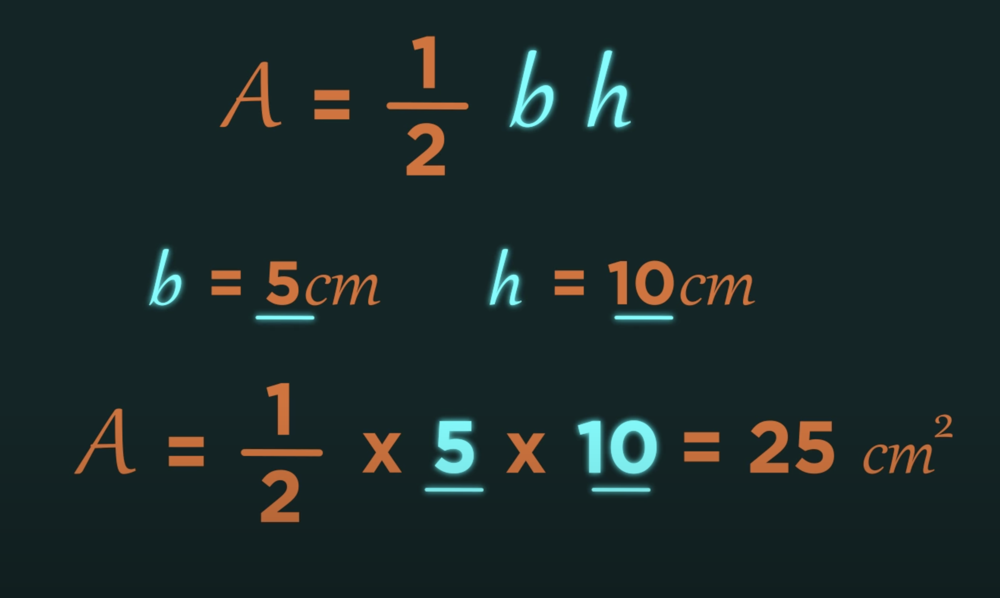 A = 1/2 b h
b = 5cm h = 10cm
A = 1/2 x 5 x 10 = 25 cm²